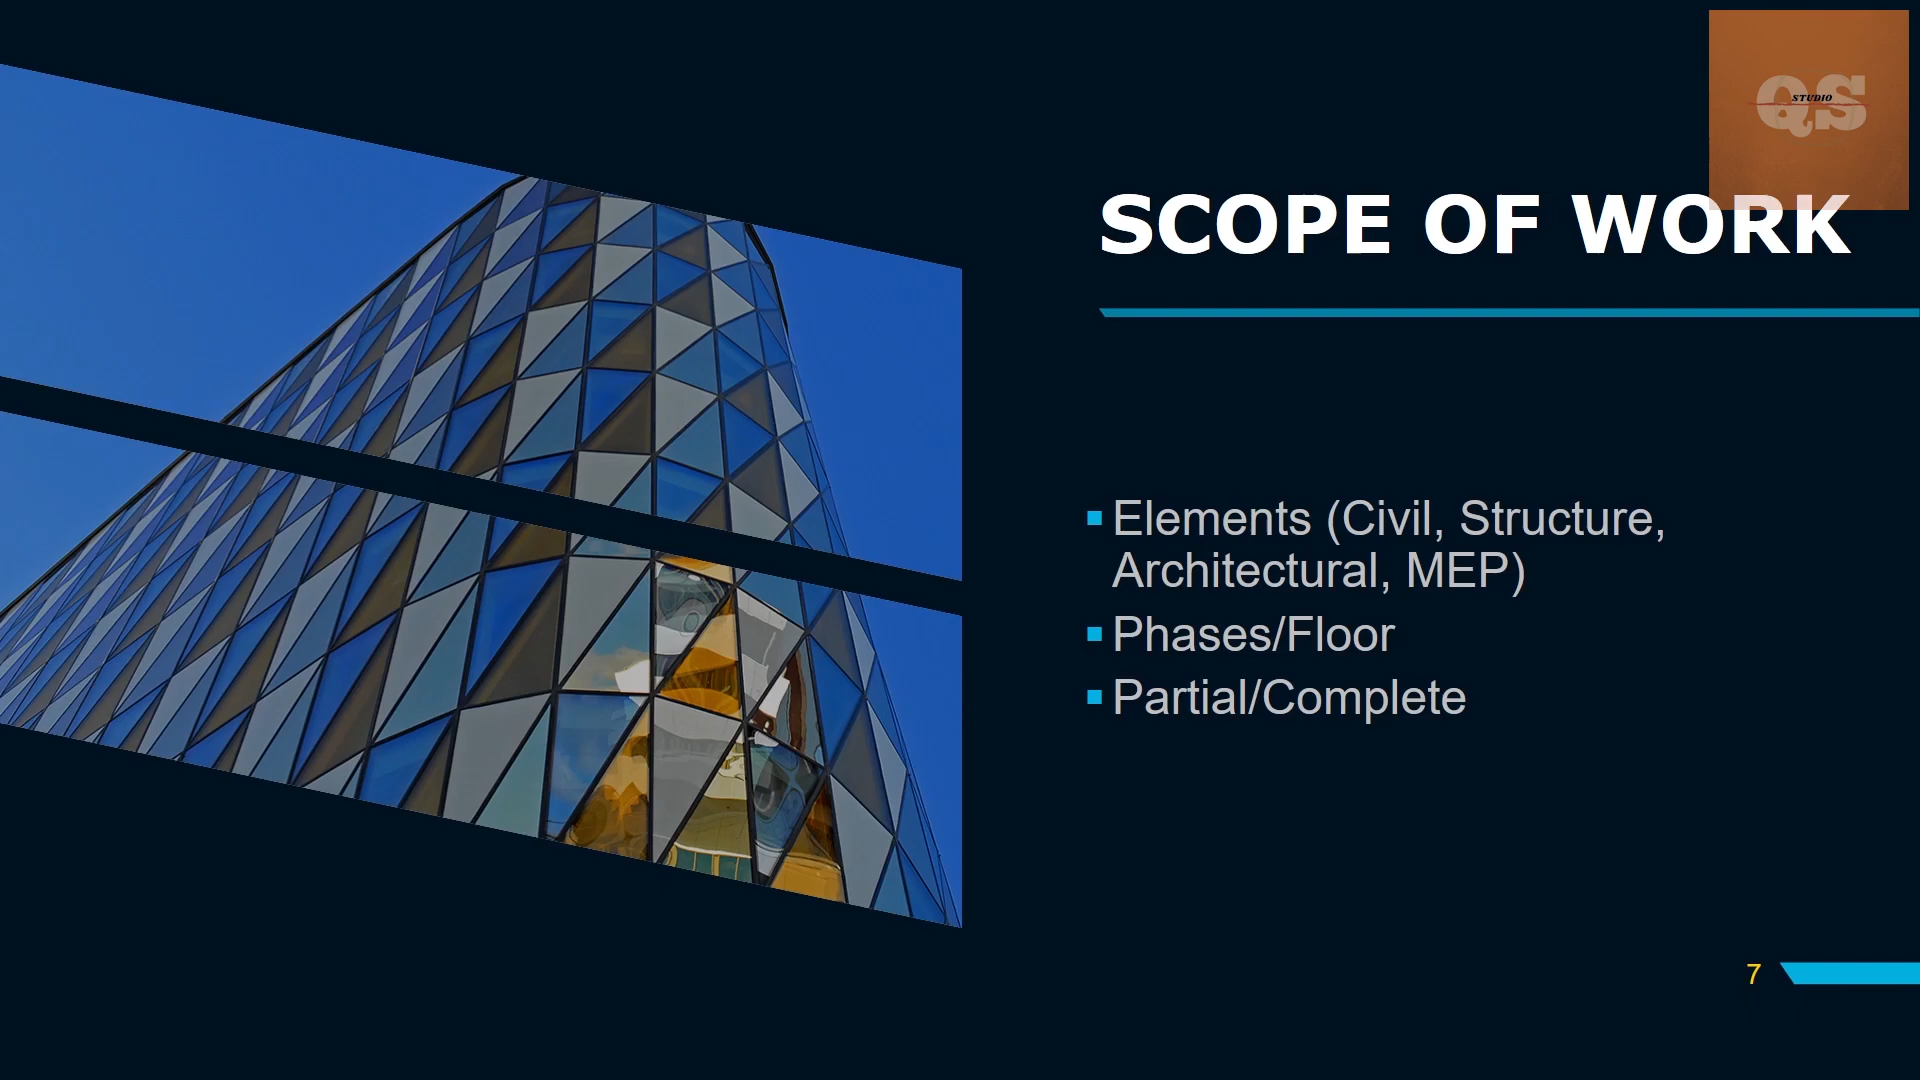 QS
STUDIO
SCOPE OF WORK
Elements (Civil, Structure,
Architectural, MEP)
Phases/Floor
Partial/Complete
7